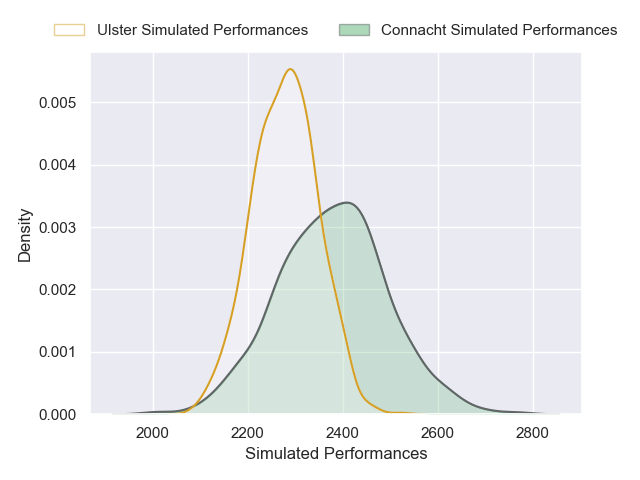 Ulster Simulated Performances Connacht Simulated Performances
0.005
0.004
0.003
0.002
0.001
0.000
Density
2000 2200 2400 2600 2800
Simulated Performances